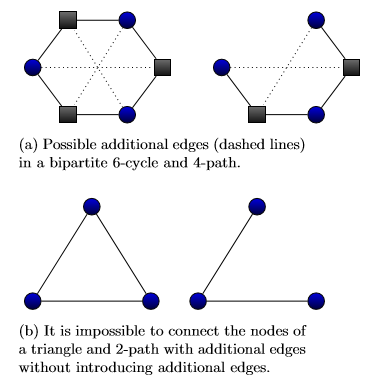 (a) Possible additional edges (dashed lines)
in a bipartite 6-cycle and 4-path.
(b) It is impossible to connect the nodes of
a triangle and 2-path with additional edges
without introducing additional edges.